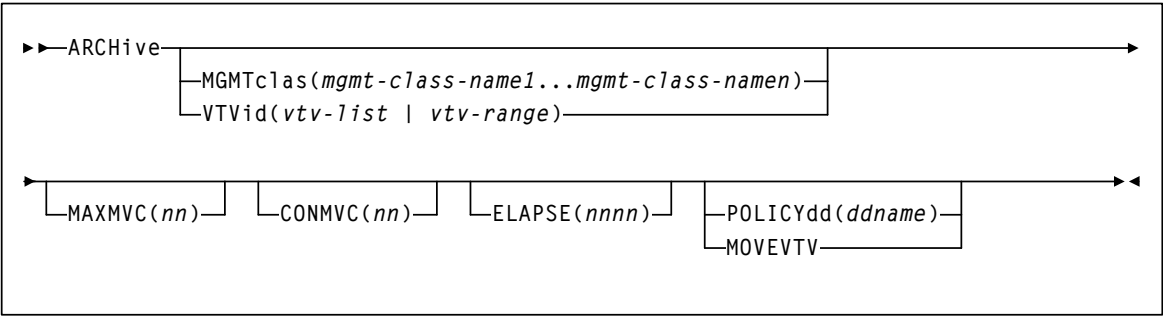 ARCHive
MGMTclas(mgmt-class-name1...mgmt-class-namen)
VTVid(vtv-list | vtv-range)
MAXMVC(nn) CONMVC(nn) ELAPSE(nnnn) POLICYdd(ddname)
MOVEVTV